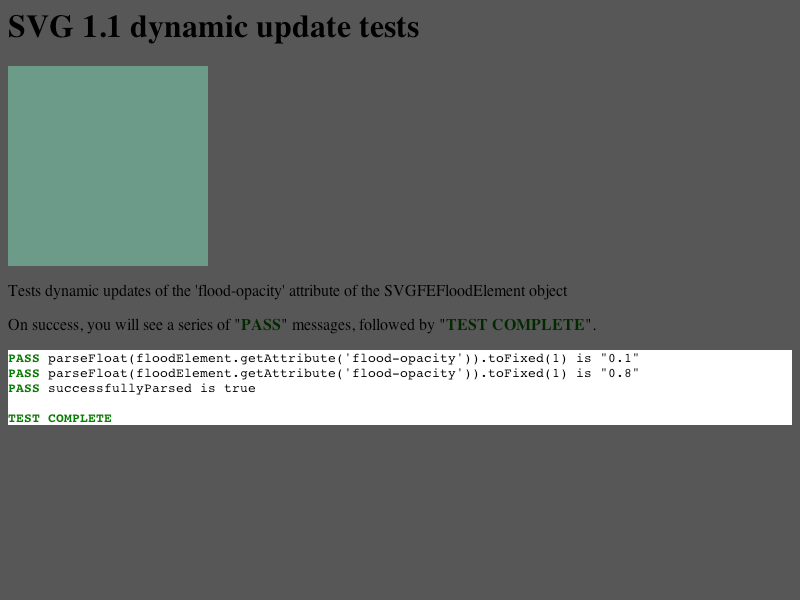 SVG 1.1 dynamic update tests
Tests dynamic updates of the 'flood-opacity' attribute of the SVGFEFloodElement object
On success, you will see a series of "PASS" messages, followed by "TEST COMPLETE".
PASS parseFloat(floodElement.getAttribute('flood-opacity')).toFixed(1) is "0.1"
PASS parseFloat(floodElement.getAttribute('flood-opacity')).toFixed(1) is "0.8"
PASS successfullyParsed is true
TEST COMPLETE